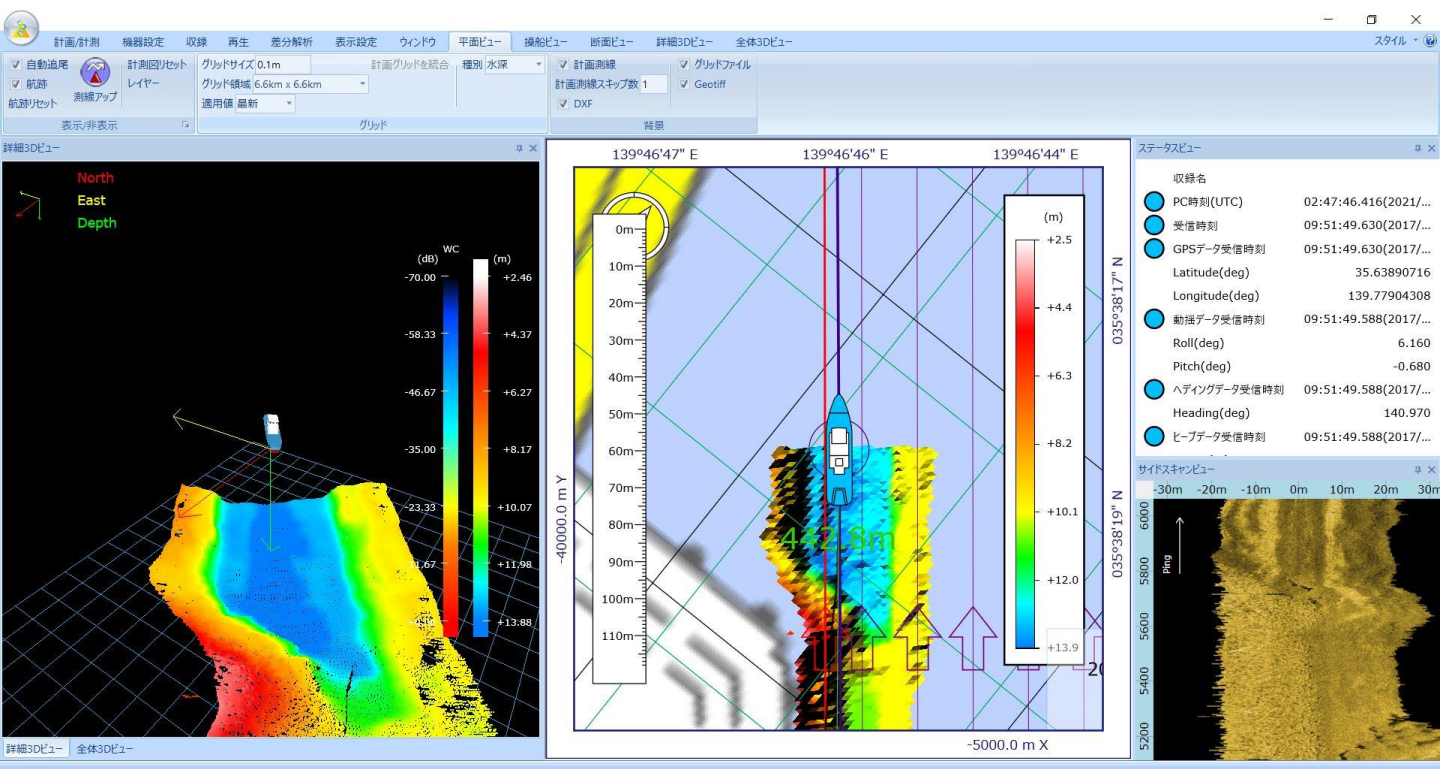 計画/計測 機器設定 収録 再生 差分解析 表示設定 ウィンドウ 平面ビュー 操船ビュー 断面ビュー 詳細3Dビュー 全体3Dビュー スタイル
自動追尾 計測図リセット グリッドサイズ 0.1m 計画グリッドを統合 種別 水深 計画測線 グリッドファイル
航跡 測線アップ レイヤー グリッド領域 6.6km x 6.6km 計画測線スキップ数 1 Geotiff
航跡リセット 適用値 最新 DXF
表示/非表示 グリッド 背景
詳細3Dビュー
North
East
Depth
WC
(dB) (m)
-70.00 +2.46
-58.33 +4.37
-46.67 +6.27
-35.00 +8.17
-23.33 +10.07
-11.67 +11.98
+13.88
詳細3Dビュー 全体3Dビュー
139º46'47" E 139º46'46" E 139º46'44" E
0m
10m
20m
30m
40m
50m
60m
70m
80m
90m
100m
110m
-40000.0 m Y
442.8m
(m)
+2.5
+4.4
+6.3
+8.2
+10.1
+12.0
+13.9
20
035º38'17" N
035º38'19" N
-5000.0 m X
ステータスビュー
収録名
PC時刻(UTC) 02:47:46.416(2021/...
受信時刻 09:51:49.630(2017/...
GPSデータ受信時刻 09:51:49.630(2017/...
Latitude(deg) 35.63890716
Longitude(deg) 139.77904308
動揺データ受信時刻 09:51:49.588(2017/...
Roll(deg) 6.160
Pitch(deg) -0.680
ヘディングデータ受信時刻 09:51:49.588(2017/...
Heading(deg) 140.970
ヒーブデータ受信時刻 09:51:49.588(2017/...
サイドスキャンビュー
-30m -20m -10m 0m 10m 20m 30m
6000
5800
5600
5400
5200
Ping